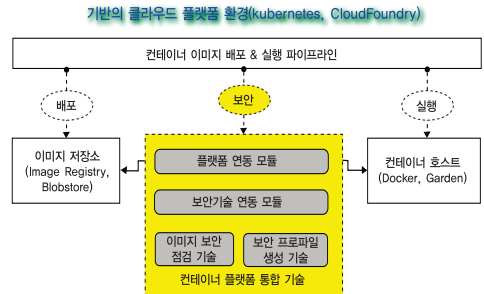 기반의 쿨라우드 플랫폼 환경(kubernetes, CloudFoundry)
컨테이너 이미지 배포 & 실행 파이프라인
배포
보안
실행
이미지 저장소
(Image Registry,
Blobstore)
플랫폼 연동 모듈
보안기술 연동 모듈
이미지 보안
점검 기술
보안 프로파일
생성 기술
컨테이너 플랫폼 통합 기술
컨테이너 호스트
(Docker, Garden)